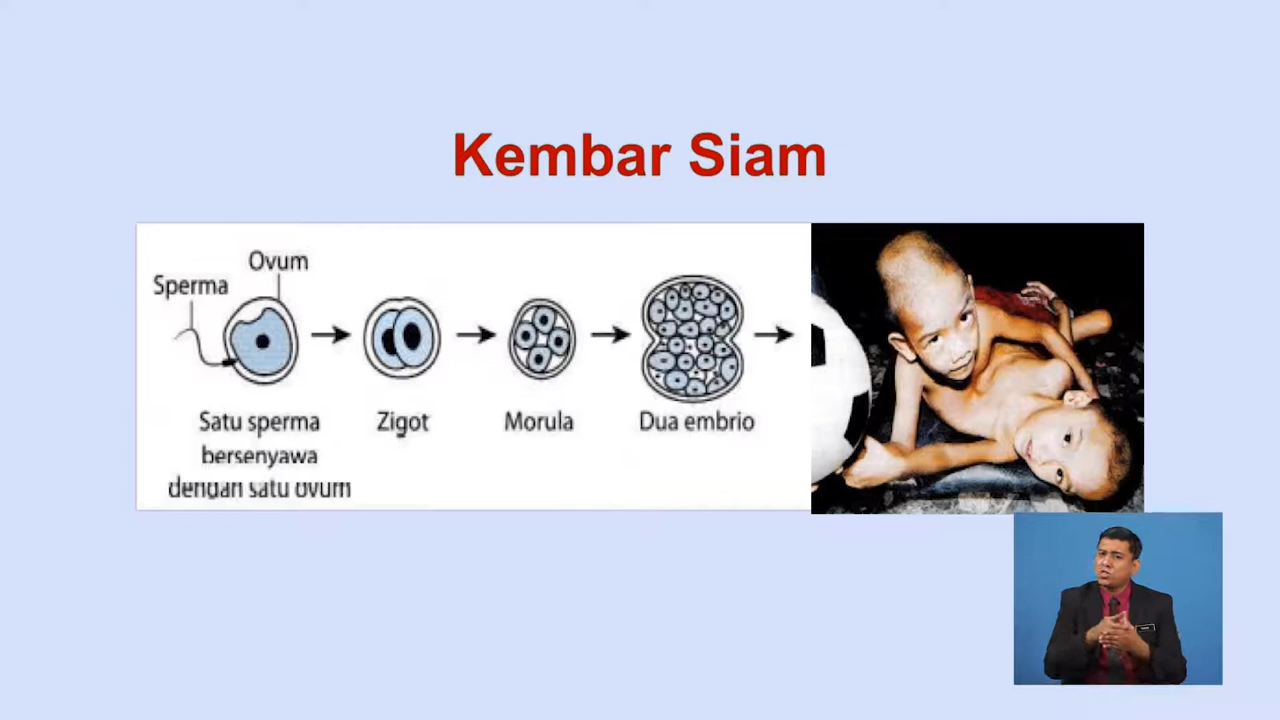 Kembar Siam
Ovum
Sperma
Satu sperma
bersenyawa
dengan satu ovum
Zigot
Morula
Dua embrio